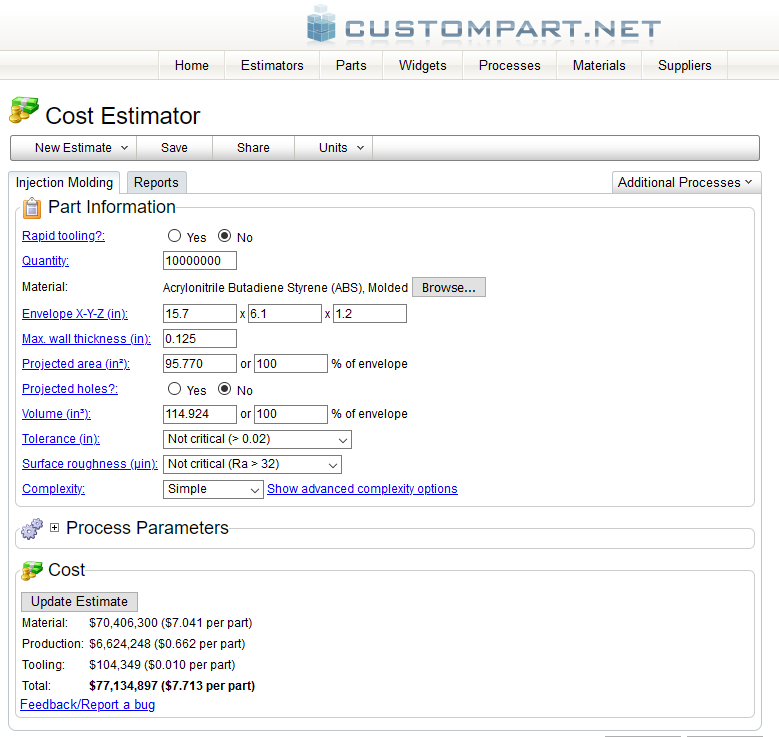 CUSTOMPART.NET
Home Estimators Parts Widgets Processes Materials Suppliers
Cost Estimator
New Estimate Save Share Units
Injection Molding Reports Additional Processes
Part Information
Rapid tooling?: Yes No
Quantity: 10000000
Material: Acrylonitrile Butadiene Styrene (ABS), Molded Browse...
Envelope X-Y-Z (in): 15.7 x 6.1 x 1.2
Max. wall thickness (in): 0.125
Projected area (in²): 95.770 or 100 % of envelope
Projected holes?: Yes No
Volume (in³): 114.924 or 100 % of envelope
Tolerance (in): Not critical (> 0.02)
Surface roughness (µin): Not critical (Ra > 32)
Complexity: Simple Show advanced complexity options
Process Parameters
Cost
Update Estimate
Material: $70,406,300 ($7.041 per part)
Production: $6,624,248 ($0.662 per part)
Tooling: $104,349 ($0.010 per part)
Total: $77,134,897 ($7.713 per part)
Feedback/Report a bug